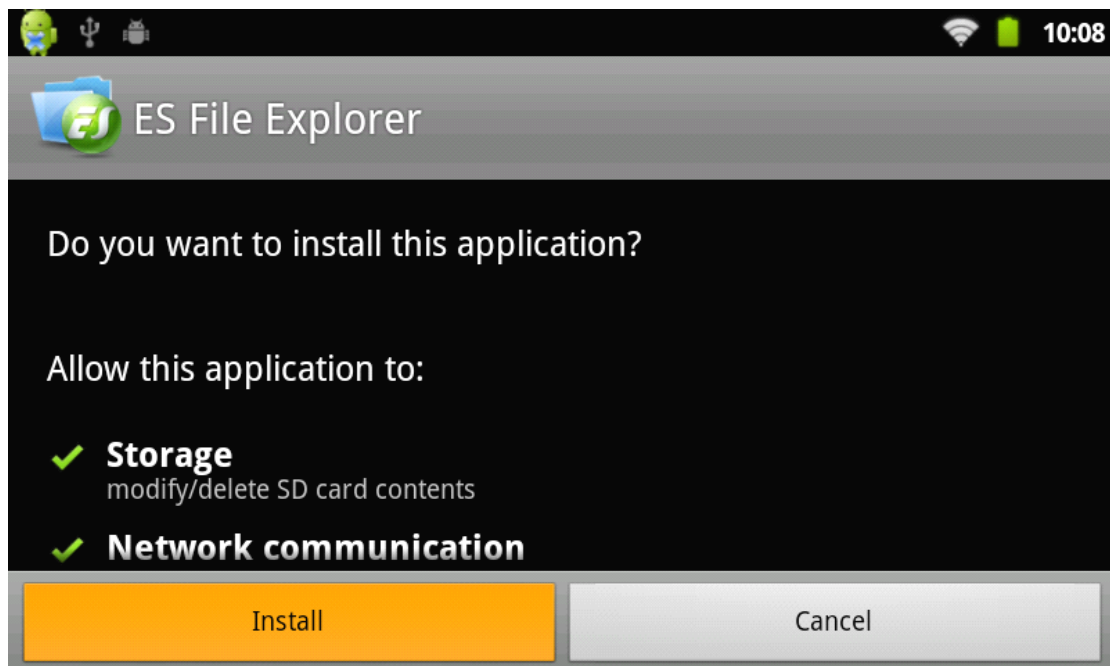 10:08
ES File Explorer
Do you want to install this application?
Allow this application to:
Storage
modify/delete SD card contents
Network communication
Install Cancel